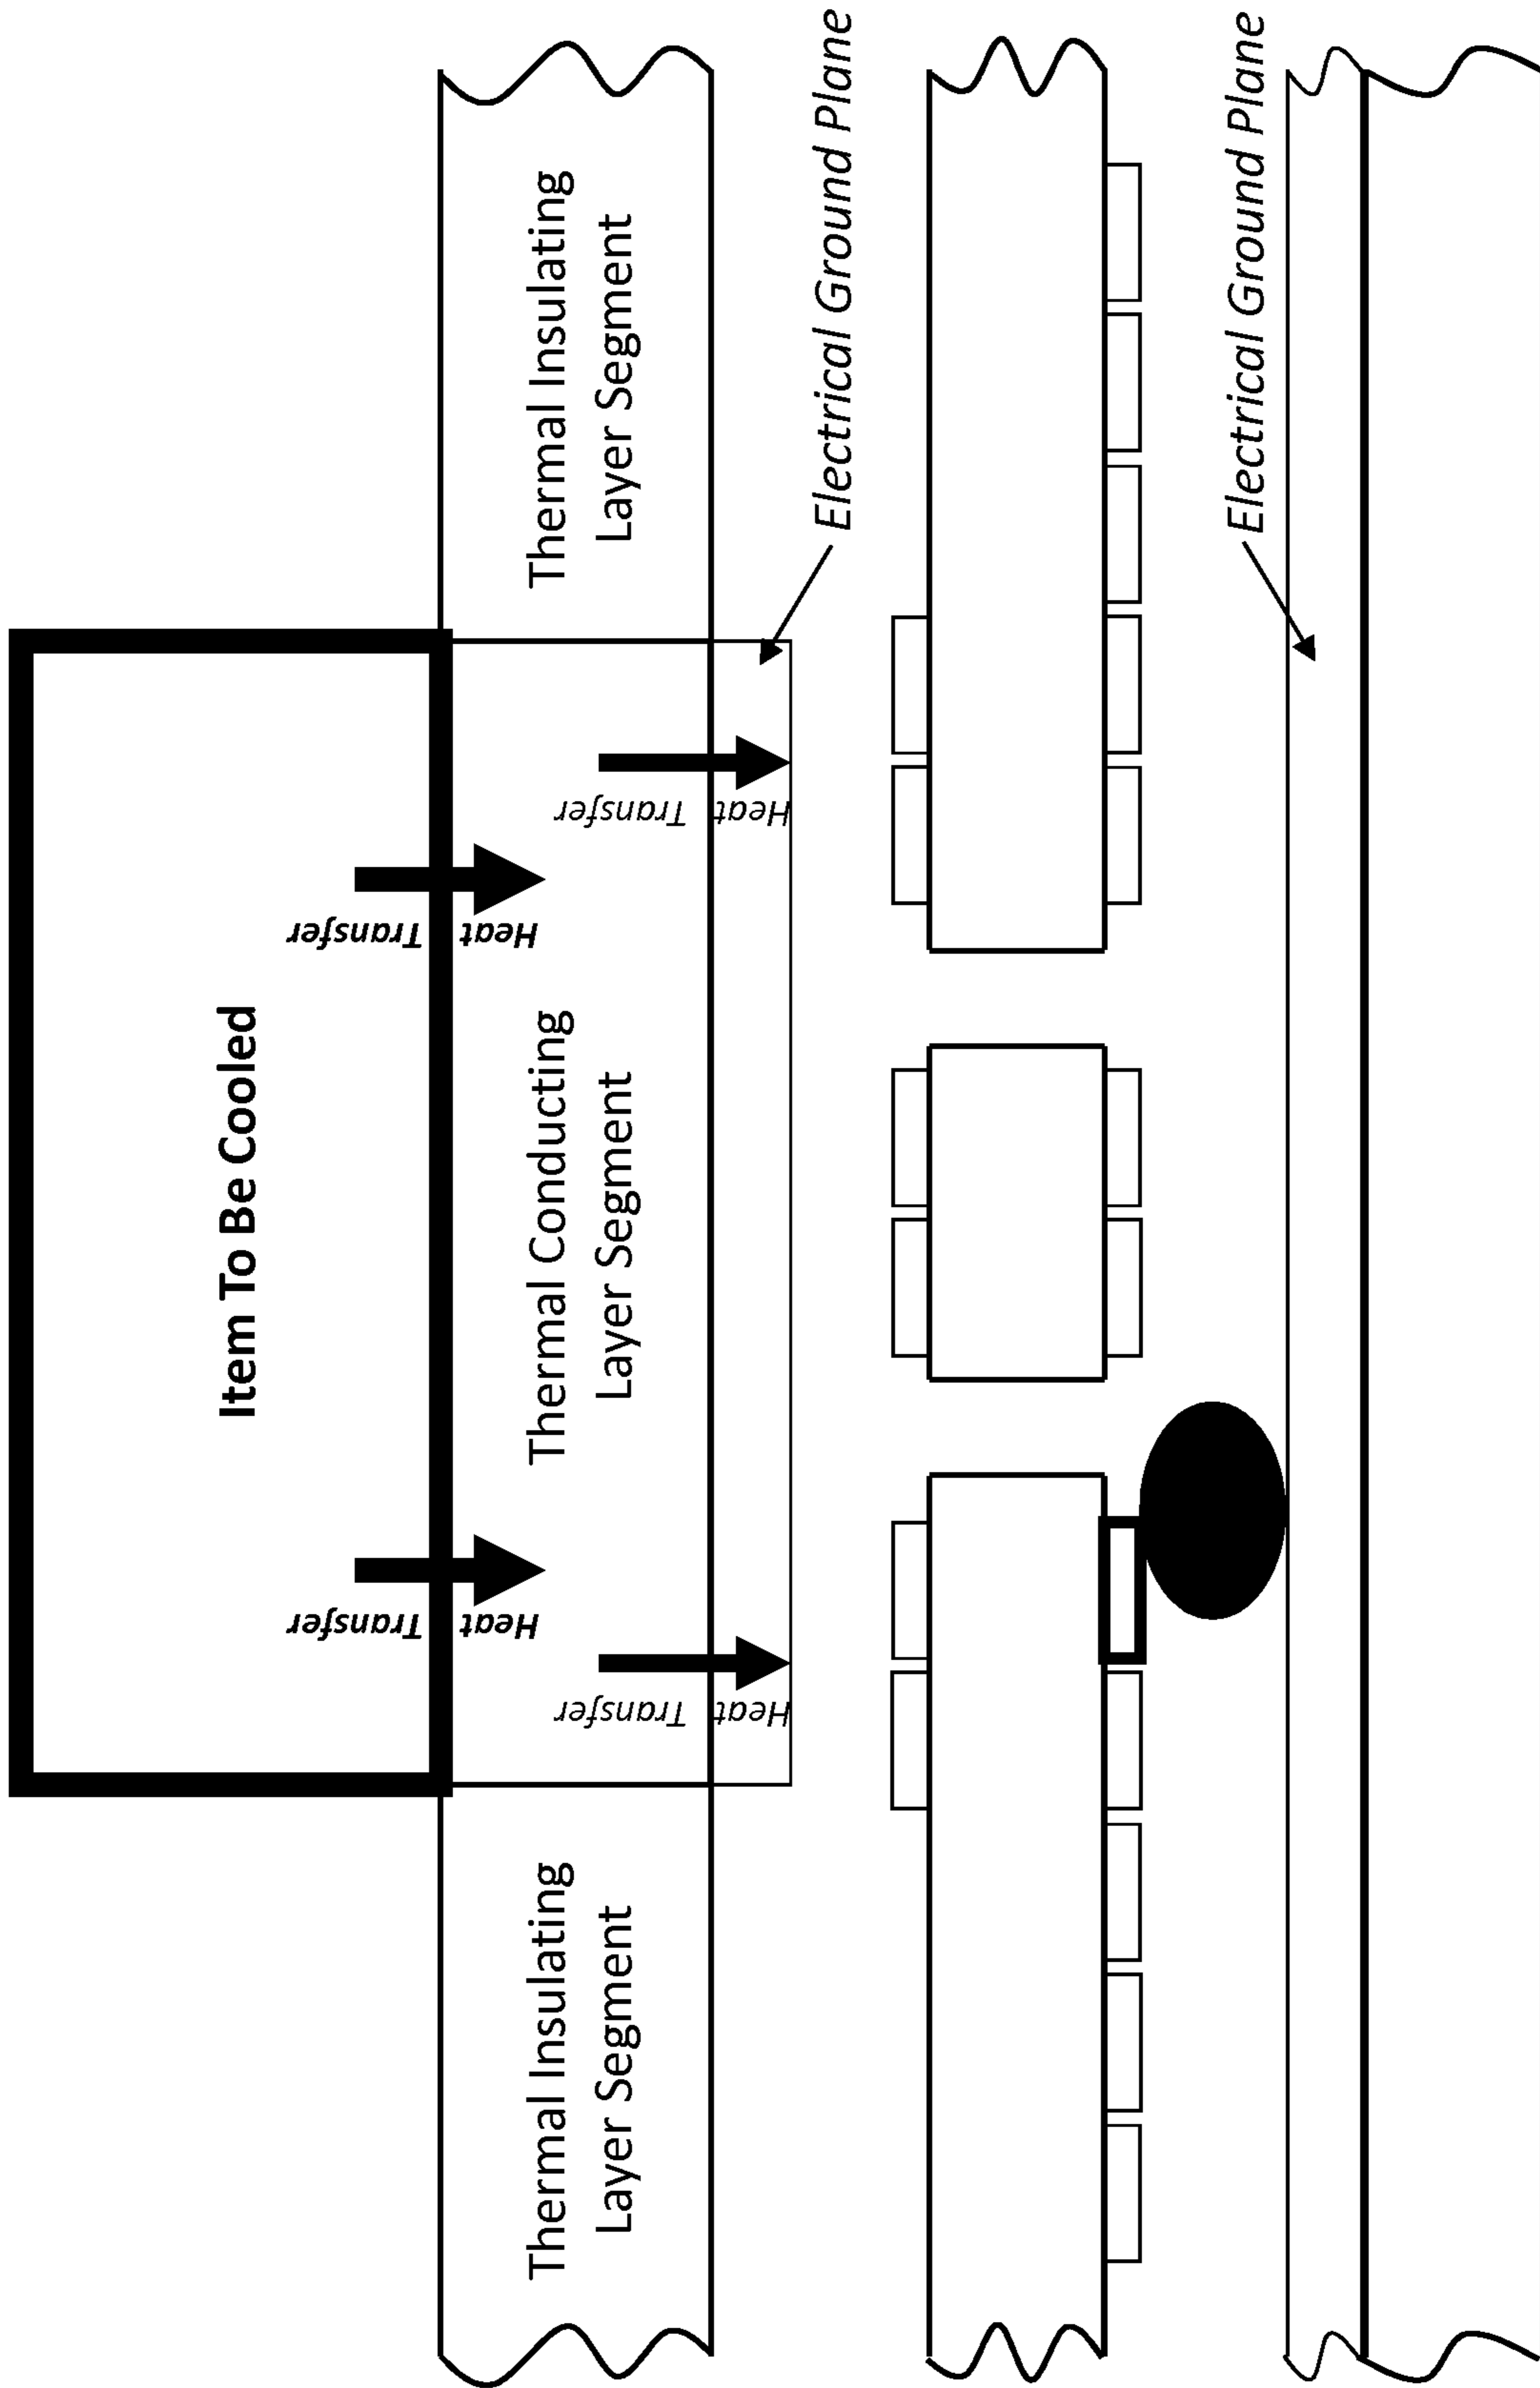 Item To Be Cooled
Heat
Transfer
Heat
Transfer
Thermal Insulating
Layer Segment
Thermal Conducting
Layer Segment
Thermal Insulating
Layer Segment
Heat
Transfer
Heat
Transfer
Electrical Ground Plane
Electrical Ground Plane